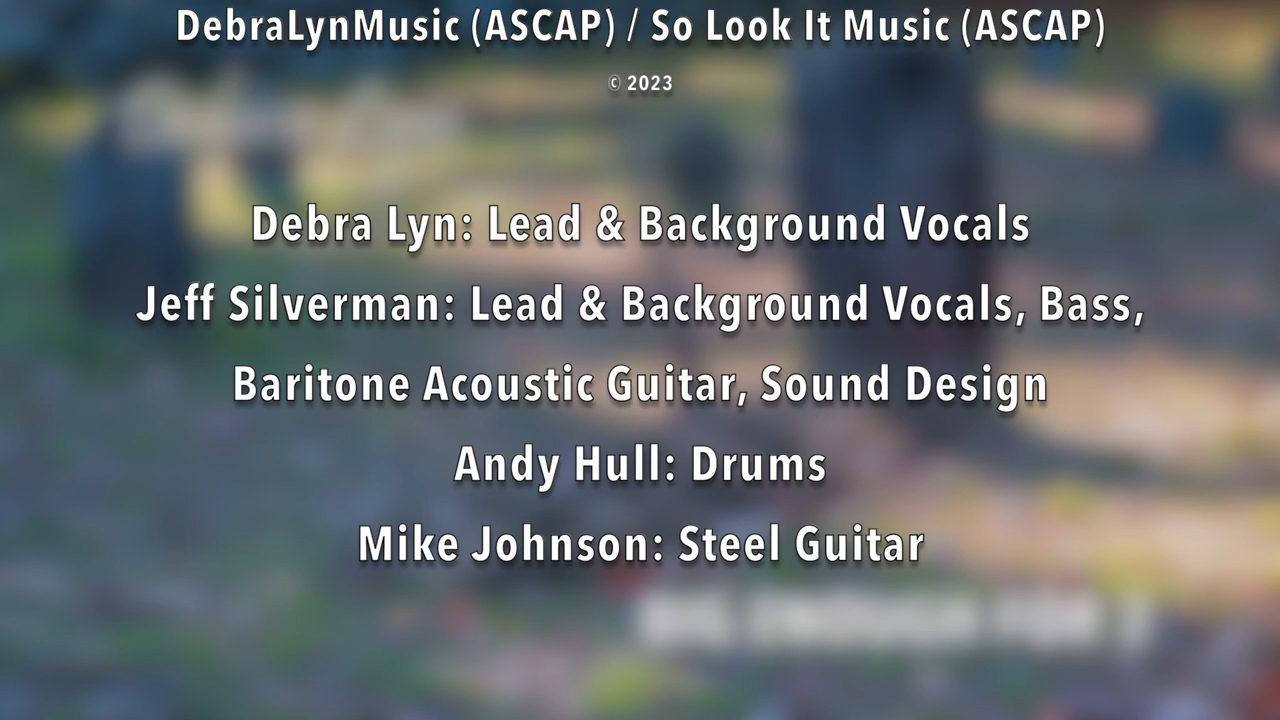 DebraLynMusic (ASCAP) / So Look It Music (ASCAP)
© 2023
Debra Lyn: Lead & Background Vocals
Jeff Silverman: Lead & Background Vocals, Bass,
Baritone Acoustic Guitar, Sound Design
Andy Hull: Drums
Mike Johnson: Steel Guitar